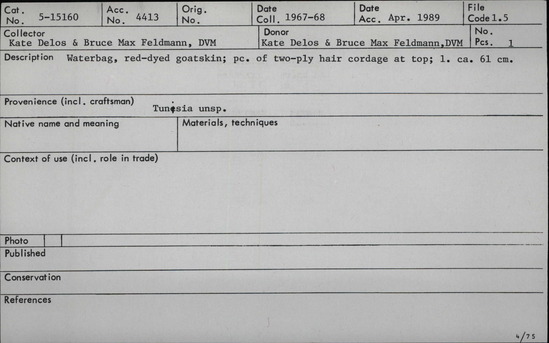 Cat. No. 5-15160 Acc. No. 4413 Orig. No. Date Coll. 1967-68 Date Acc. Apr. 1989 File Code 1.5
Collector Donor No. Pcs. 1
Kate Delos & Bruce Max Feldmann, DVM Kate Delos & Bruce Max Feldmann, DVM
Description Waterbag, red-dyed goatskin; pc. of two-ply hair cordage at top; l. ca. 61 cm.
Provenience (incl. craftsman) Tunisia unsp.
Native name and meaning Materials, techniques
Context of use (incl. role in trade)
Photo
Published
Conservation
References
4/75